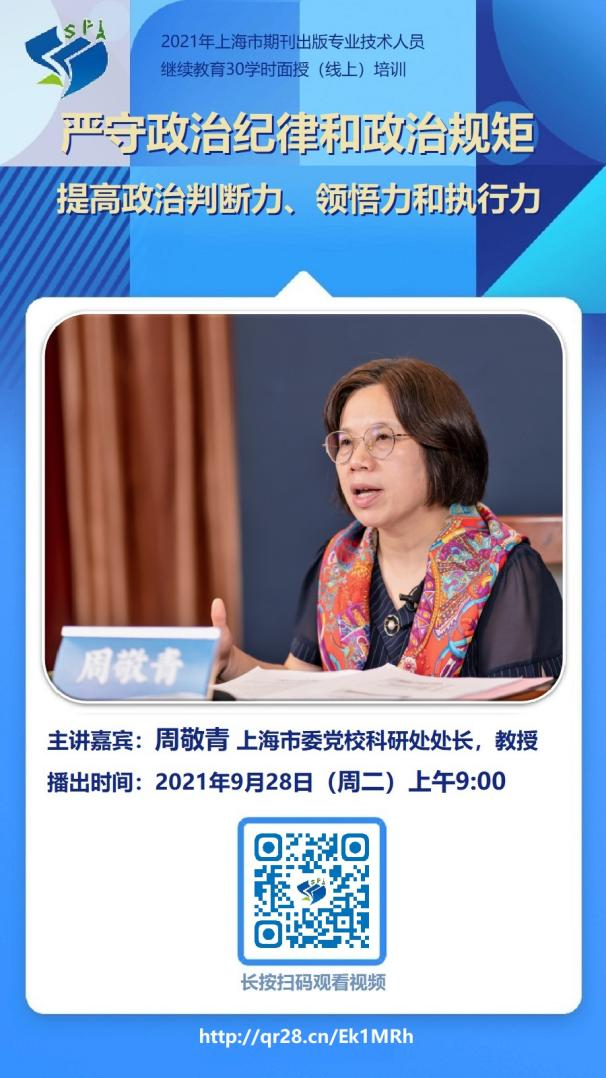 SPA
2021年上海市期刊出版专业技术人员
继续教育30学时面授（线上）培训
严守政治纪律和政治规矩
提高政治判断力、领悟力和执行力
周敬青
主讲嘉宾：周敬青 上海市委党校科研处处长，教授
播出时间：2021年9月28日（周二）上午9:00
SPA
长按扫码观看视频
http://qr28.cn/Ek1MRh